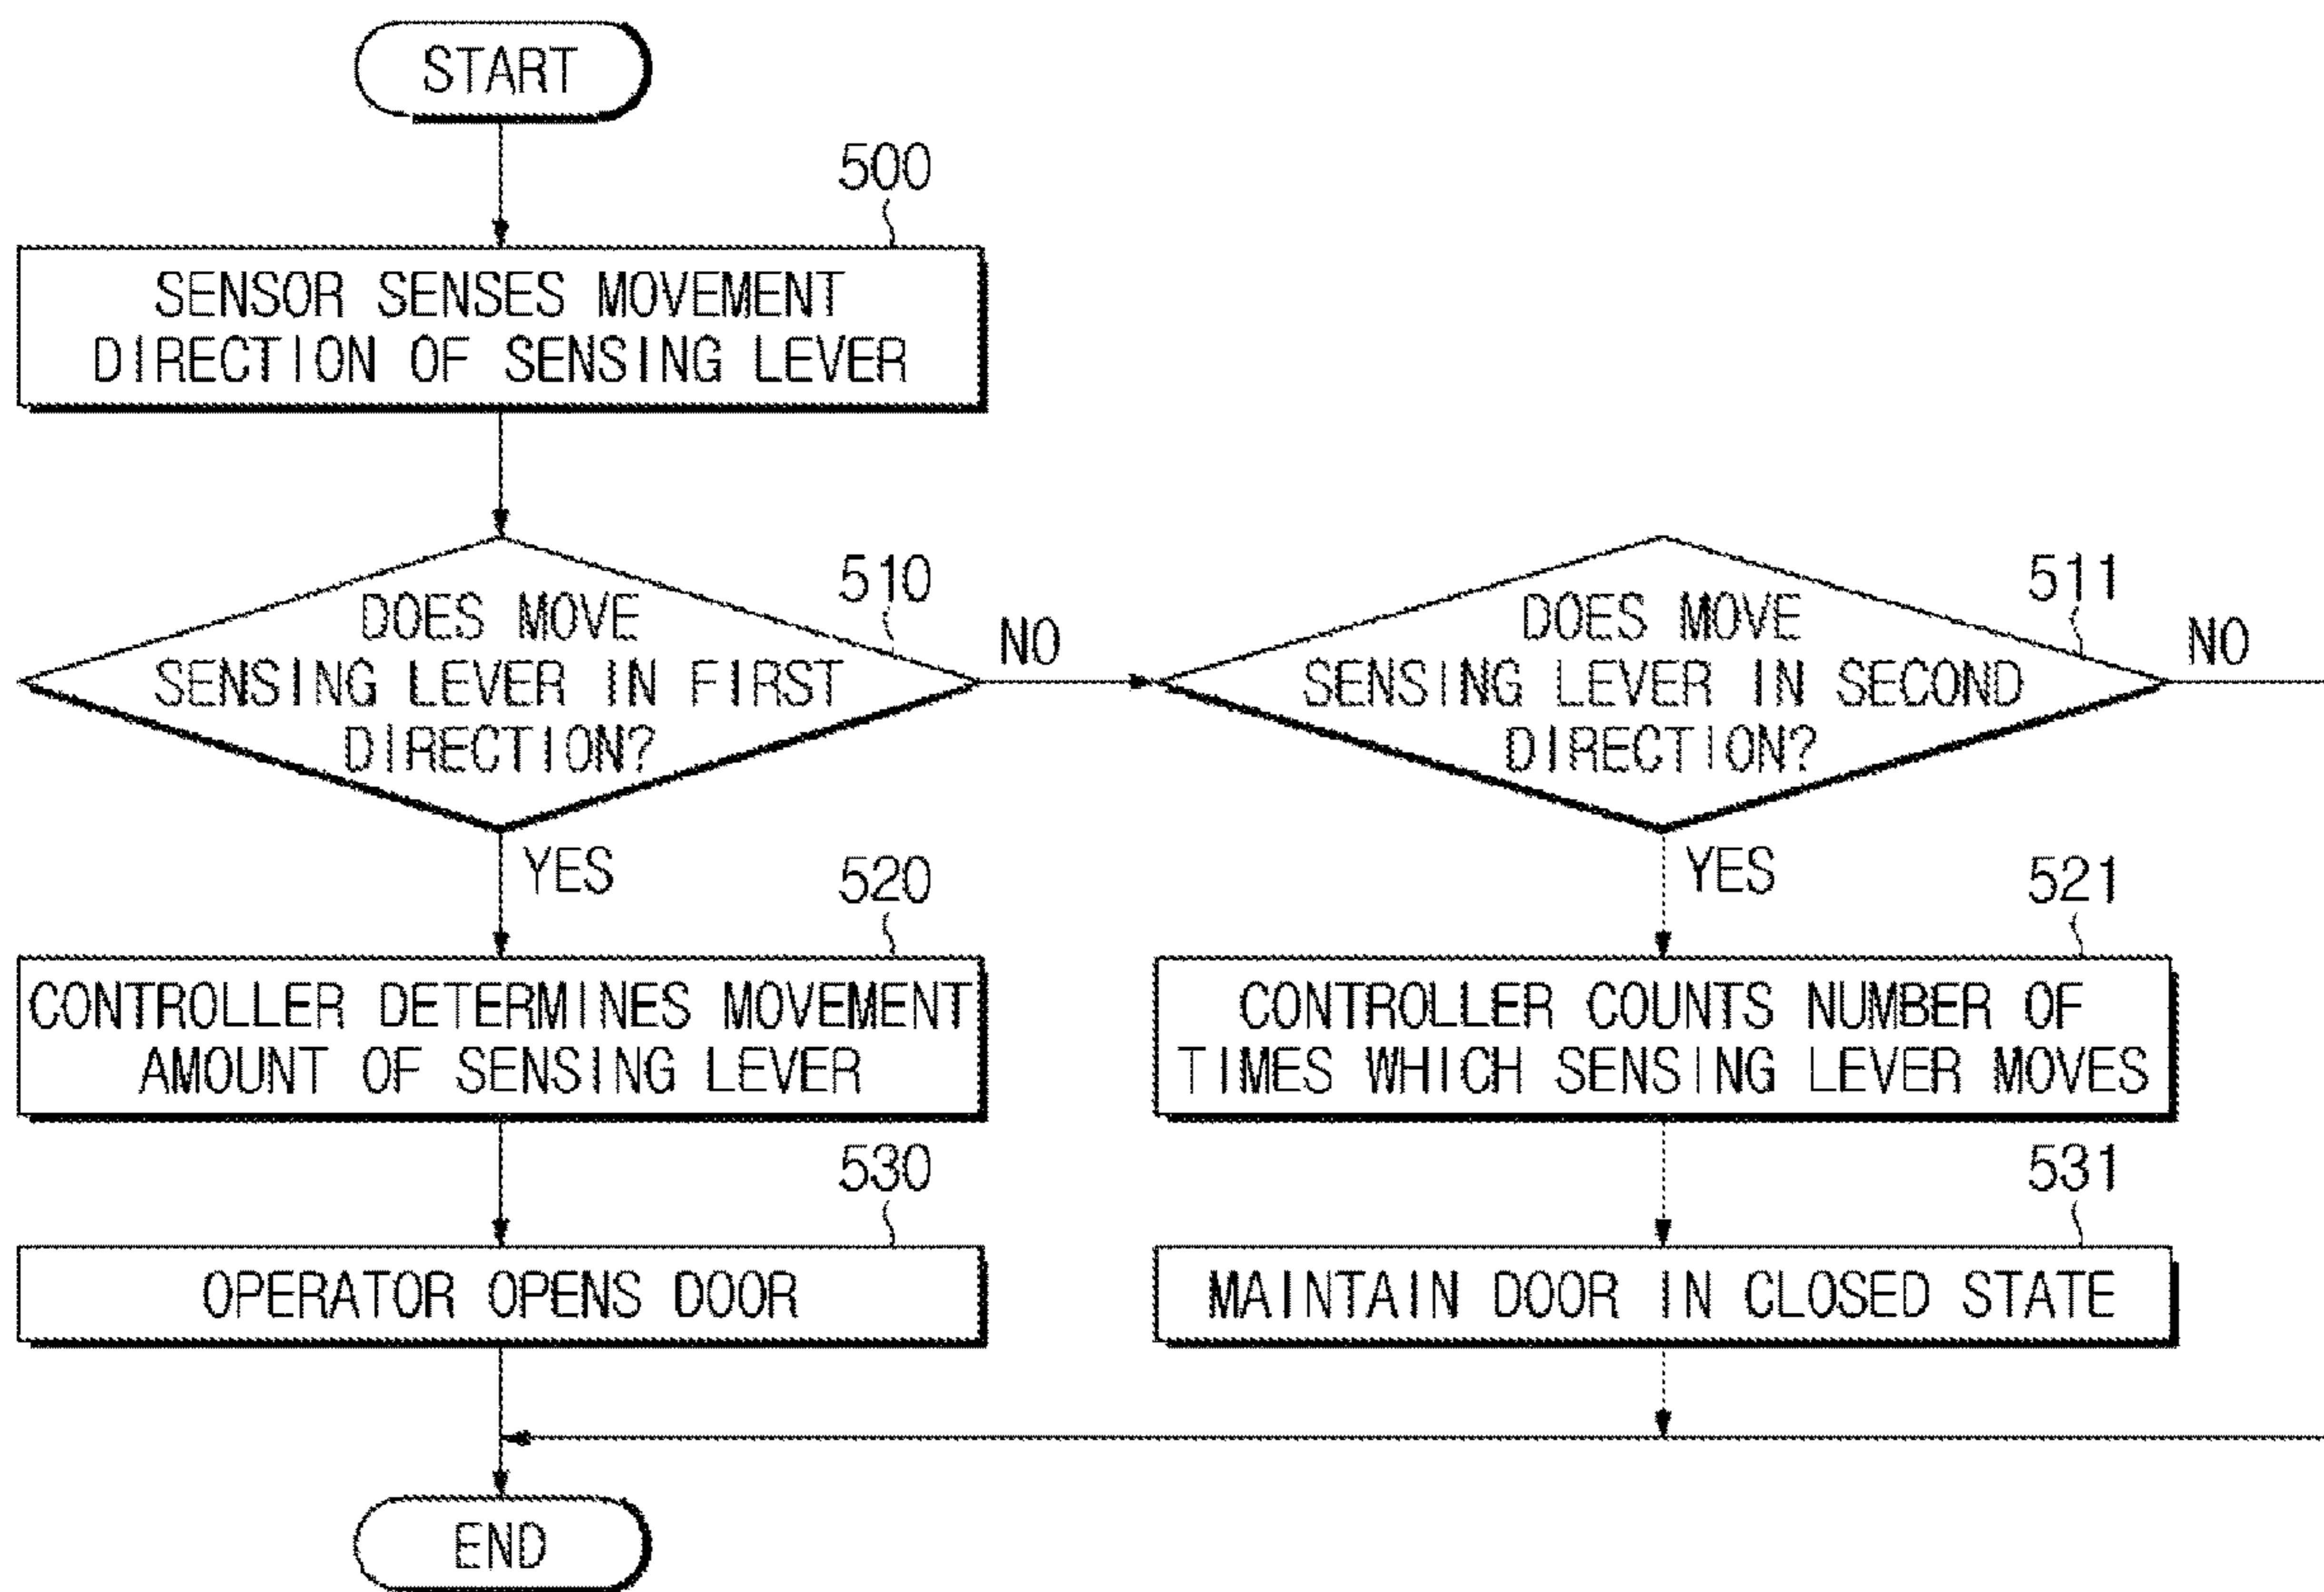 START
500
SENSOR SENSES MOVEMENT
DIRECTION OF SENSING LEVER
510
DOES MOVE
SENSING LEVER IN FIRST
DIRECTION?
NO
511
DOES MOVE
SENSING LEVER IN SECOND
DIRECTION?
NO
YES
YES
520
CONTROLLER DETERMINES MOVEMENT
AMOUNT OF SENSING LEVER
521
CONTROLLER COUNTS NUMBER OF
TIMES WHICH SENSING LEVER MOVES
530
OPERATOR OPENS DOOR
531
MAINTAIN DOOR IN CLOSED STATE
END